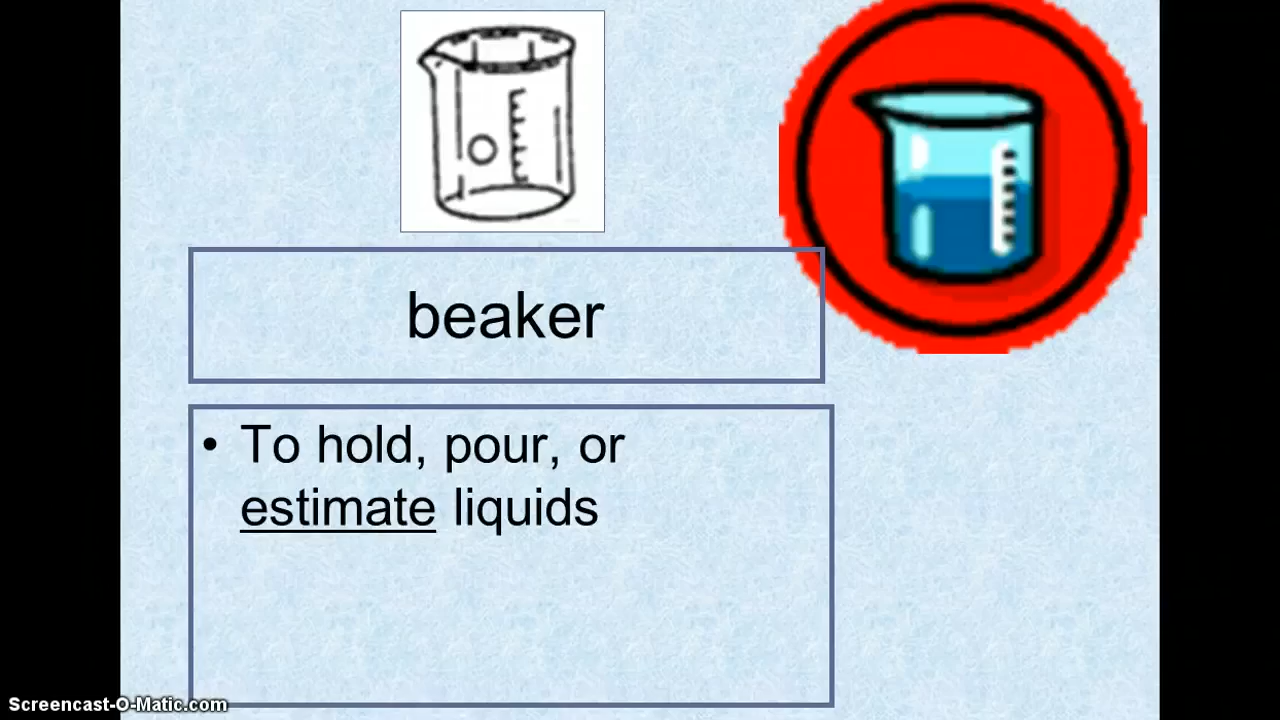 beaker
• To hold, pour, or
estimate liquids
Screencast-O-Matic.com